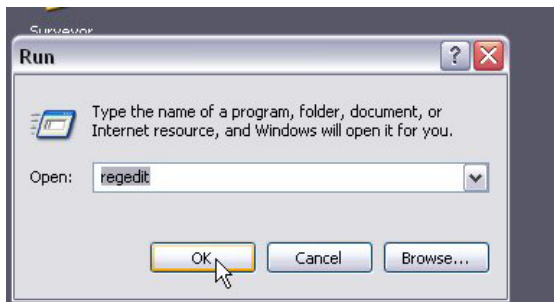 Surveyor
Run
Type the name of a program, folder, document, or
Internet resource, and Windows will open it for you.
Open: regedit
OK Cancel Browse...